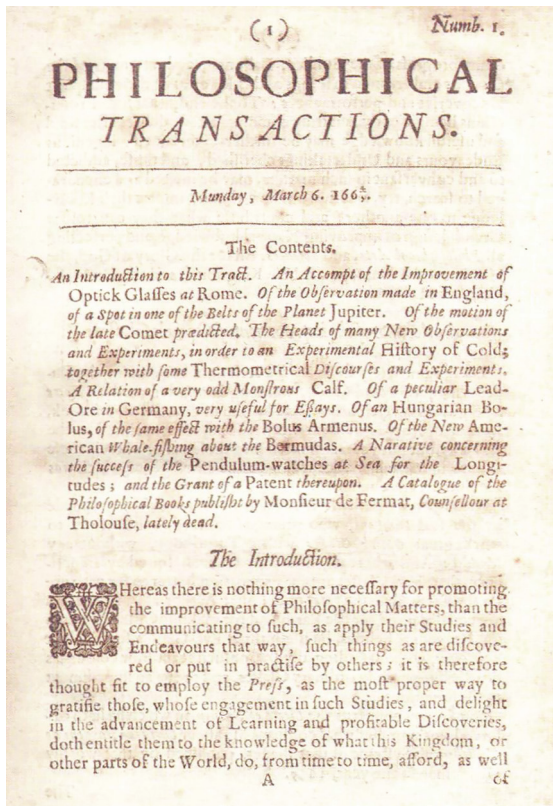 (1)
Numb. 1.
PHILOSOPHICAL
TRANSACTIONS.
Munday, March 6. 166⁴⁄₅.
The Contents.
An Introduction to this Tract. An Accompt of the Improvement of
Optick Glaſſes at Rome. Of the Obſervation made in England,
of a Spot in one of the Belts of the Planet Jupiter. Of the motion of
the late Comet prædicted. The Heads of many New Obſervations
and Experiments, in order to an Experimental Hiſtory of Cold;
together with ſome Thermometrical Diſcourſes and Experiments.
A Relation of a very odd Monſtrous Calf. Of a peculiar Lead-
Ore in Germany, very uſeful for Eſſays. Of an Hungarian Bo-
lus, of the ſame effect with the Bolus Armenus. Of the New Ame-
rican Whale-fiſhing about the Bermudas. A Narative concerning
the ſucceſs of the Pendulum-watches at Sea for the Longi-
tudes; and the Grant of a Patent thereupon. A Catalogue of the
Philoſophical Books publiſht by Monſieur de Fermat, Counſellour at
Tholouſe, lately dead.
The Introduction.
WHereas there is nothing more neceſſary for promoting
the improvement of Philoſophical Matters, than the
communicating to ſuch, as apply their Studies and
Endeavours that way, ſuch things as are diſcove-
red or put in practiſe by others; it is therefore
thought fit to employ the Preſs, as the moſt proper way to
gratifie thoſe, whoſe engagement in ſuch Studies, and delight
in the advancement of Learning and profitable Diſcoveries,
doth entitle them to the knowledge of what this Kingdom, or
other parts of the World, do, from time to time, afford, as well
A
of